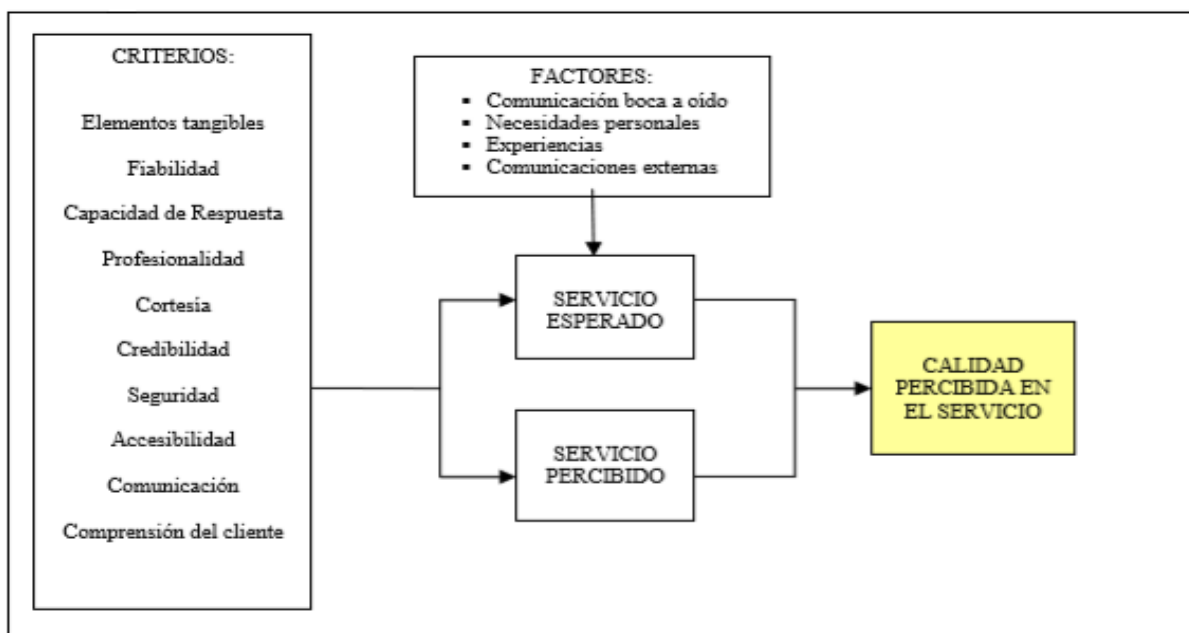 CRITERIOS:
Elementos tangibles
Fiabilidad
Capacidad de Respuesta
Profesionalidad
Cortesía
Credibilidad
Seguridad
Accesibilidad
Comunicación
Comprensión del cliente
FACTORES:
▪ Comunicación boca a oído
▪ Necesidades personales
▪ Experiencias
▪ Comunicaciones externas
SERVICIO
ESPERADO
SERVICIO
PERCIBIDO
CALIDAD
PERCIBIDA EN
EL SERVICIO